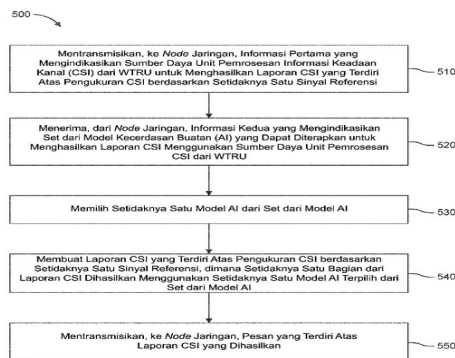 500
Mentransmisikan, ke Node Jaringan, Informasi Pertama yang
Mengindikasikan Sumber Daya Unit Pemrosesan Informasi Keadaan
Kanal (CSI) dari WTRU untuk Menghasilkan Laporan CSI yang Terdiri
Atas Pengukuran CSI berdasarkan Setidaknya Satu Sinyal Referensi
510
Menerima, dari Node Jaringan, Informasi Kedua yang Mengindikasikan
Set dari Model Kecerdasan Buatan (AI) yang Dapat Diterapkan untuk
Menghasilkan Laporan CSI Menggunakan Sumber Daya Unit Pemrosesan
CSI dari WTRU
520
Memilih Setidaknya Satu Model AI dari Set dari Model AI
530
Membuat Laporan CSI yang Terdiri Atas Pengukuran CSI berdasarkan
Setidaknya Satu Sinyal Referensi, dimana Setidaknya Satu Bagian dari
Laporan CSI Dihasilkan Menggunakan Setidaknya Satu Model AI Terpilih dari
Set dari Model AI
540
Mentransmisikan, ke Node Jaringan, Pesan yang Terdiri Atas
Laporan CSI yang Dihasilkan
550